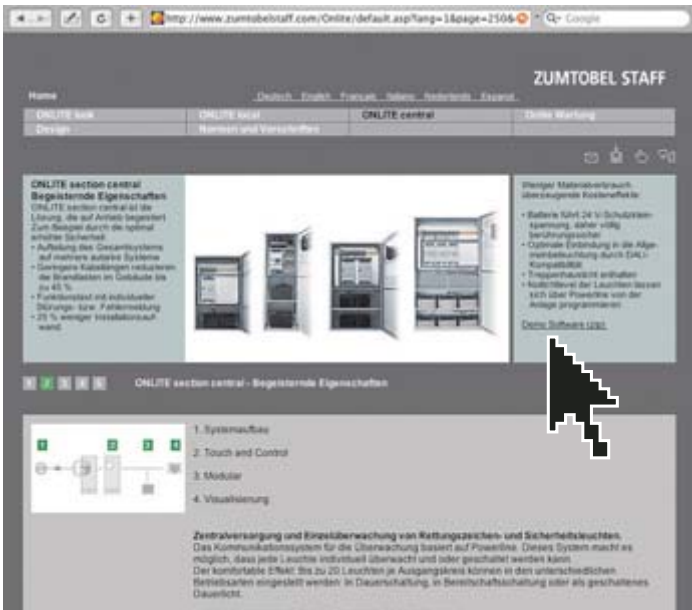 http://www.zumtobelstaff.com/Onlite/default.asp?lang=1&page=250&
Q- Google
ZUMTOBEL STAFF
Home
Deutsch English Français Italiano Nederlands Espanol
ONLITE look
ONLITE local
ONLITE central
Onlite Wartung
Design
Normen und Vorschriften
ONLITE section central
Begeisternde Eigenschaften
ONLITE section central ist die
Lösung, die auf Anhieb begeistert.
Zum Beispiel durch die optimal
erhöhte Sicherheit:
• Aufteilung des Gesamtsystems
auf mehrere autarke Systeme
• Geringere Kabellängen reduzieren
die Brandlasten im Gebäude bis
zu 45 %
• Funktionstest mit individueller
Störungs- bzw. Fehlermeldung
• 25 % weniger Installationsauf-
wand
Weniger Materialverbrauch
überzeugende Kosteneffekte:
• Batterie führt 24 V-Schutzklein-
spannung, daher völlig
berührungssicher
• Optimale Einbindung in die Allge-
meinbeleuchtung durch DALI-
Kompatibilität
• Treppenhauslicht enthalten
• Notlichtlevel der Leuchten lassen
sich über Powerline von der
Anlage programmieren
Demo Software (zip)
1 2 3 4 5
ONLITE section central - Begeisternde Eigenschaften
1 2 3 4
1. Systemaufbau
2. Touch and Control
3. Modular
4. Visualisierung
Zentralversorgung und Einzelüberwachung von Rettungszeichen- und Sicherheitsleuchten.
Das Kommunikationssystem für die Überwachung basiert auf Powerline. Dieses System macht es
möglich, dass jede Leuchte individuell überwacht und oder geschaltet werden kann.
Der komfortable Effekt: Bis zu 20 Leuchten je Ausgangskreis können in den unterschiedlichen
Betriebsarten eingestellt werden: in Dauerschaltung, in Bereitschaftsschaltung oder als geschaltenes
Dauerlicht.